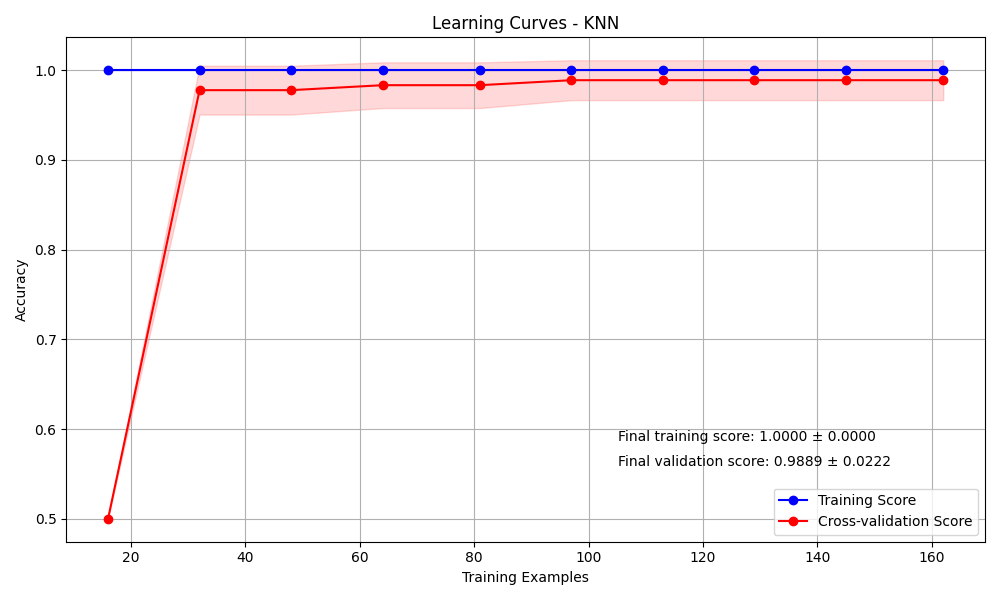 Learning Curves - KNN
1.0
0.9
0.8
0.7
0.6
0.5
Accuracy
Final training score: 1.0000 ± 0.0000
Final validation score: 0.9889 ± 0.0222
Training Score
Cross-validation Score
20 40 60 80 100 120 140 160
Training Examples